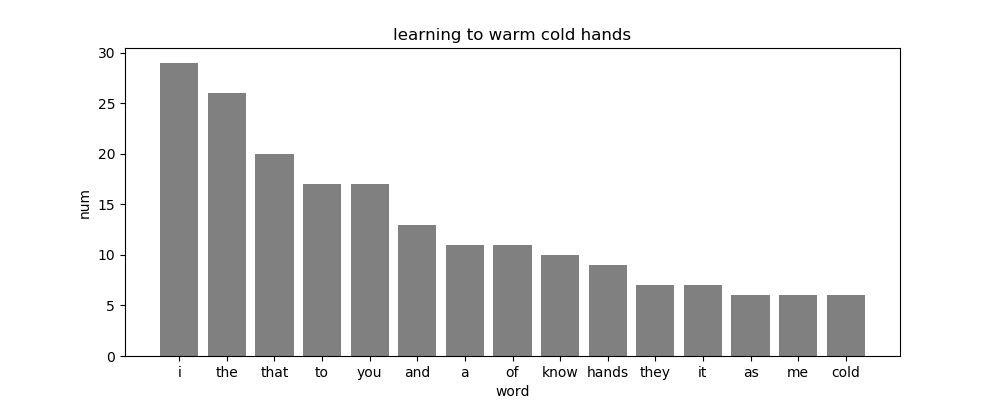 learning to warm cold hands
30
25
20
15
10
5
0
num
i the that to you and a of know hands they it as me cold
word